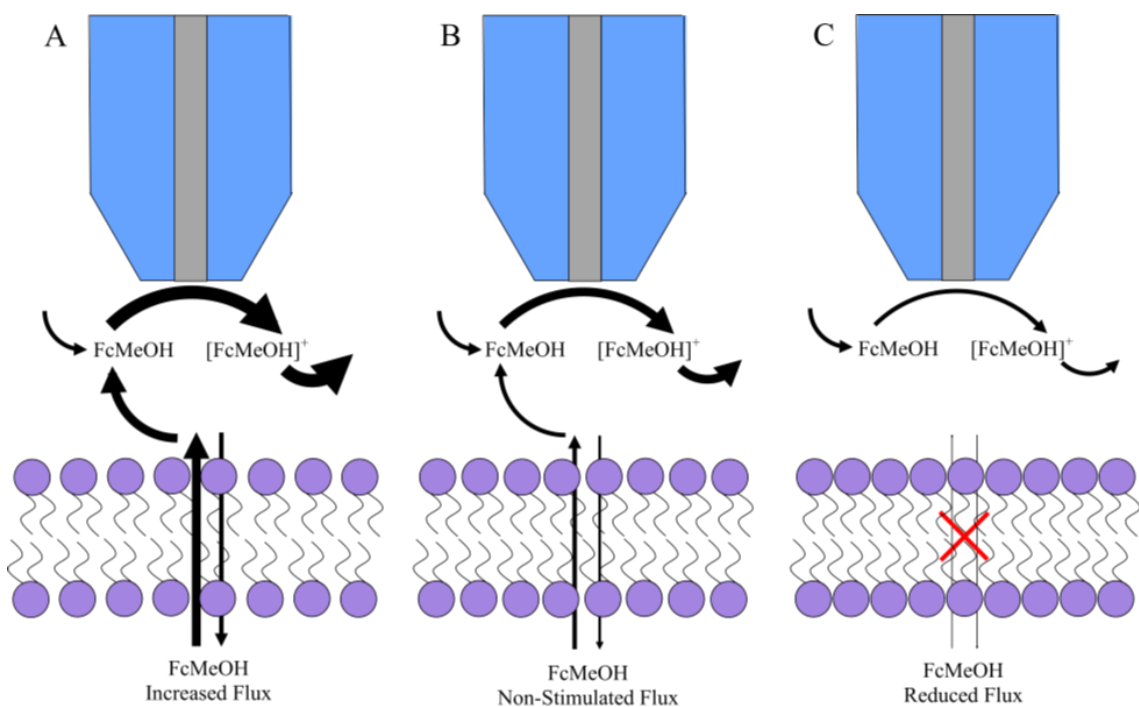 A
B
C
FcMeOH
[FcMeOH]⁺
FcMeOH
[FcMeOH]⁺
FcMeOH
[FcMeOH]⁺
FcMeOH
Increased Flux
FcMeOH
Non-Stimulated Flux
FcMeOH
Reduced Flux